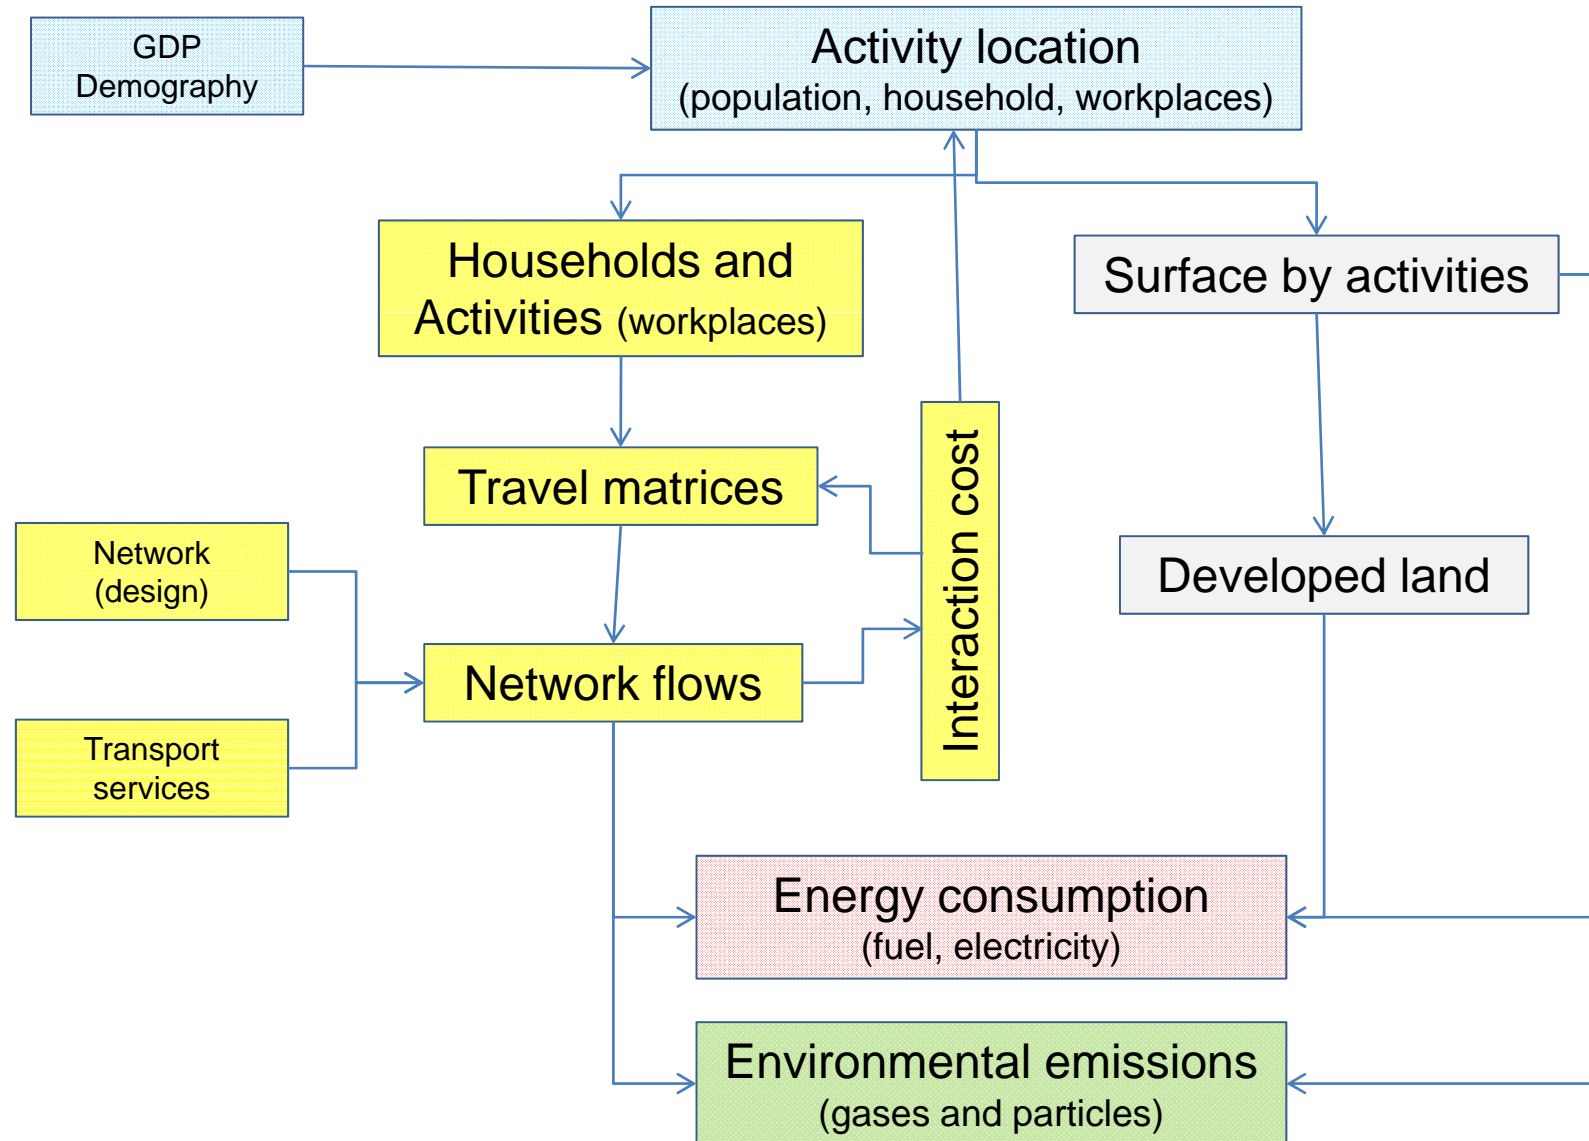 GDP
Demography
Activity location
(population, household, workplaces)
Households and
Activities (workplaces)
Surface by activities
Interaction cost
Travel matrices
Network
(design)
Developed land
Network flows
Transport
services
Energy consumption
(fuel, electricity)
Environmental emissions
(gases and particles)